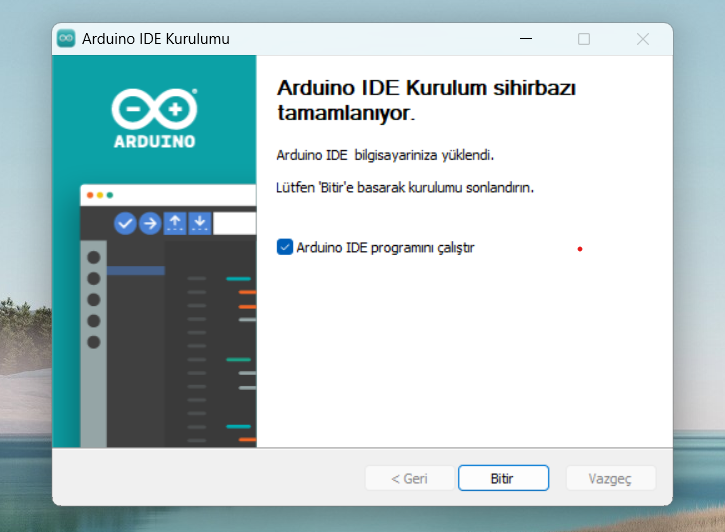 Arduino IDE Kurulumu
ARDUINO
Arduino IDE Kurulum sihirbazı
tamamlanıyor.
Arduino IDE bilgisayariniza yüklendi.
Lütfen 'Bitir'e basarak kurulumu sonlandırın.
Arduino IDE programını çalıştır
< Geri
Bitir
Vazgeç